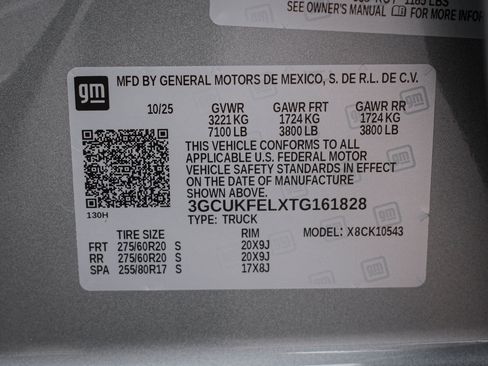 1185 LBS
SEE OWNER'S MANUAL FOR MORE INFOR
gm
MFD BY GENERAL MOTORS DE MEXICO, S. DE R.L. DE C.V.
10/25 GVWR GAWR FRT GAWR RR
3221 KG 1724 KG 1724 KG
7100 LB 3800 LB 3800 LB
THIS VEHICLE CONFORMS TO ALL
APPLICABLE U.S. FEDERAL MOTOR
VEHICLE SAFETY STANDARDS IN EFFECT
ON THE DATE OF MANUFACTURE
SHOWN ABOVE.
3GCUKFELXTG161828
130H TYPE: TRUCK
TIRE SIZE RIM MODEL: X8CK10543
FRT 275/60R20 S 20X9J
RR 275/60R20 S 20X9J
SPA 255/80R17 S 17X8J